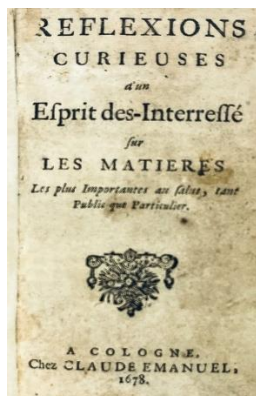 REFLEXIONS
CURIEUSES
d'un
Eſprit des-Interreſſé
ſur
LES MATIERES
Les plus Importantes au ſalut, tant
Public que Particulier.
A COLOGNE,
Chez CLAUDE EMANUEL,
1678.